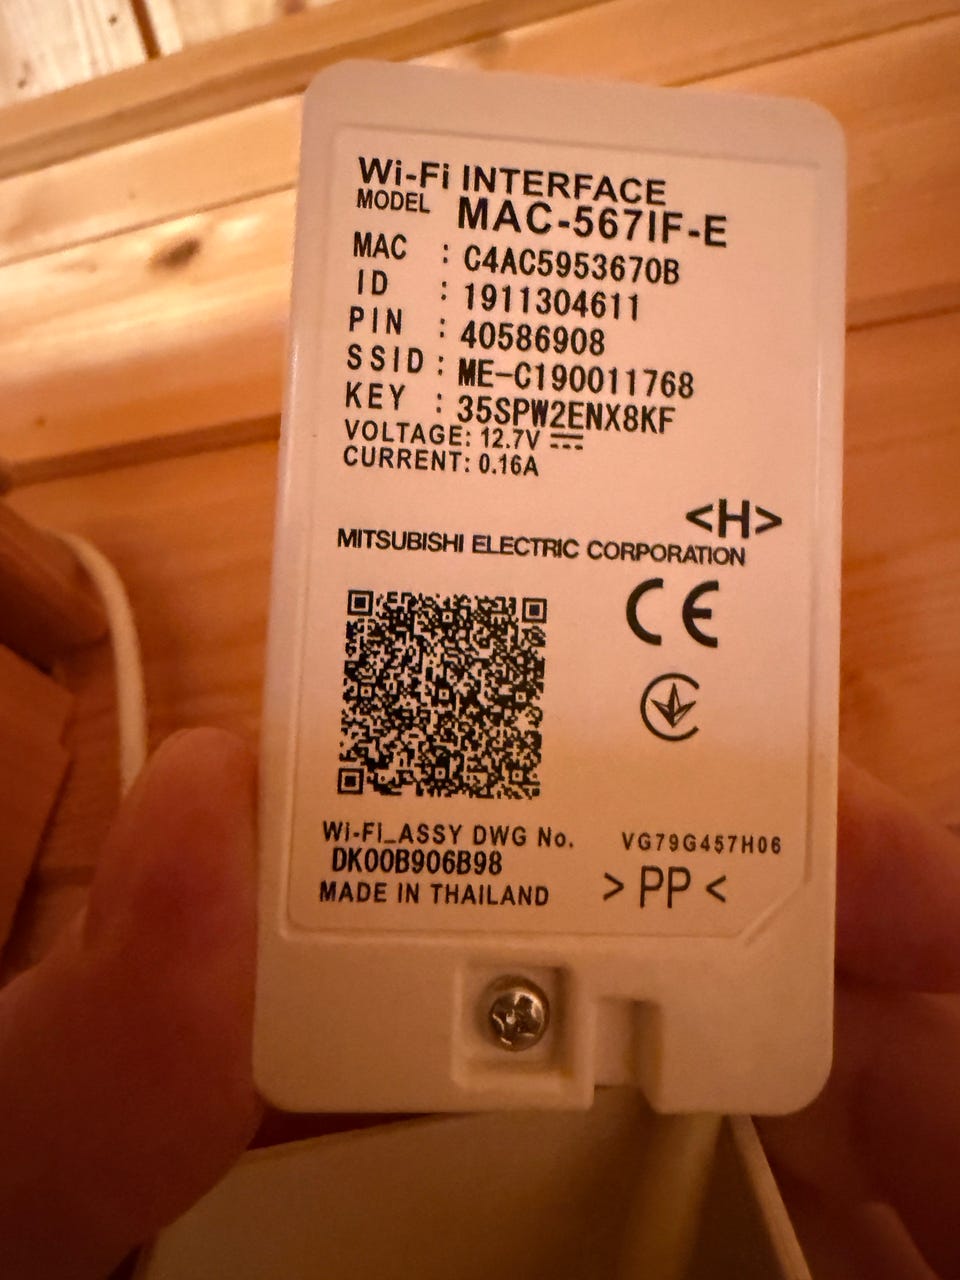 Wi-Fi INTERFACE
MODEL MAC-567IF-E
MAC : C4AC5953670B
ID : 1911304611
PIN : 40586908
SSID : ME-C190011768
KEY : 35SPW2ENX8KF
VOLTAGE: 12.7V
CURRENT: 0.16A
<H>
MITSUBISHI ELECTRIC CORPORATION
CE
Wi-Fi_ASSY DWG No. VG79G457H06
DK00B906B98
MADE IN THAILAND >PP<